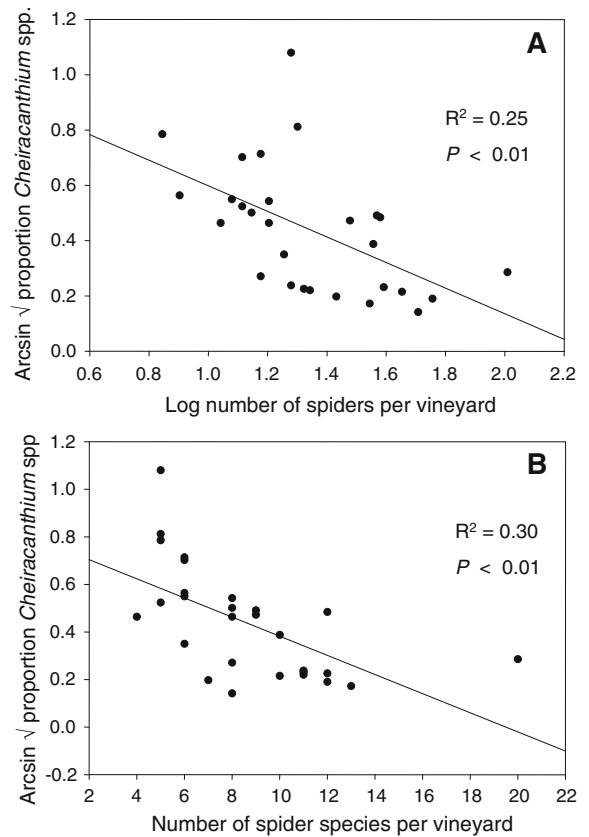 A
R² = 0.25
P < 0.01
Arcsin √ proportion Cheiracanthium spp.
1.2
1.0
0.8
0.6
0.4
0.2
0.0
0.6 0.8 1.0 1.2 1.4 1.6 1.8 2.0 2.2
Log number of spiders per vineyard
B
R² = 0.30
P < 0.01
Arcsin √ proportion Cheiracanthium spp
1.2
1.0
0.8
0.6
0.4
0.2
0.0
-0.2
2 4 6 8 10 12 14 16 18 20 22
Number of spider species per vineyard